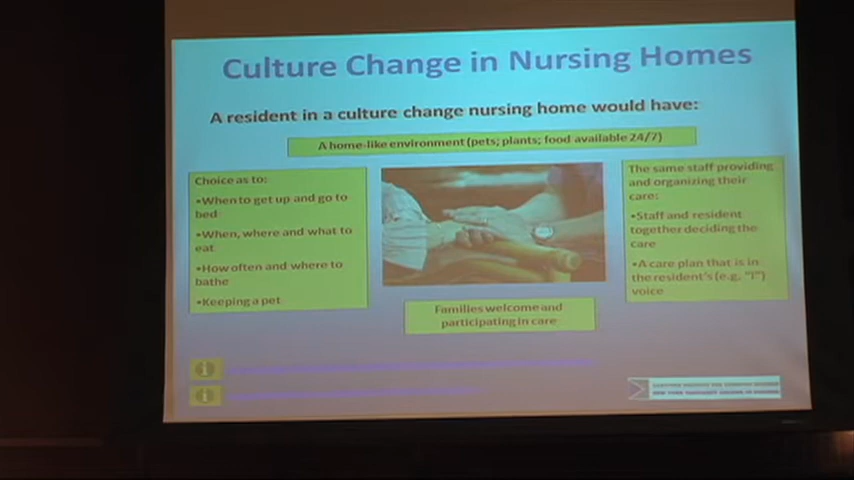 Culture Change in Nursing Homes
A resident in a culture change nursing home would have:
A home-like environment (pets; plants; food available 24/7)
Choice as to:
•When to get up and go to
bed
•When, where and what to
eat
•How often and where to
bathe
•Keeping a pet
The same staff providing
and organizing their
care:
•Staff and resident
together deciding the
care
•A care plan that is in
the resident's (e.g. "I")
voice
Families welcome and
participating in care
i
i